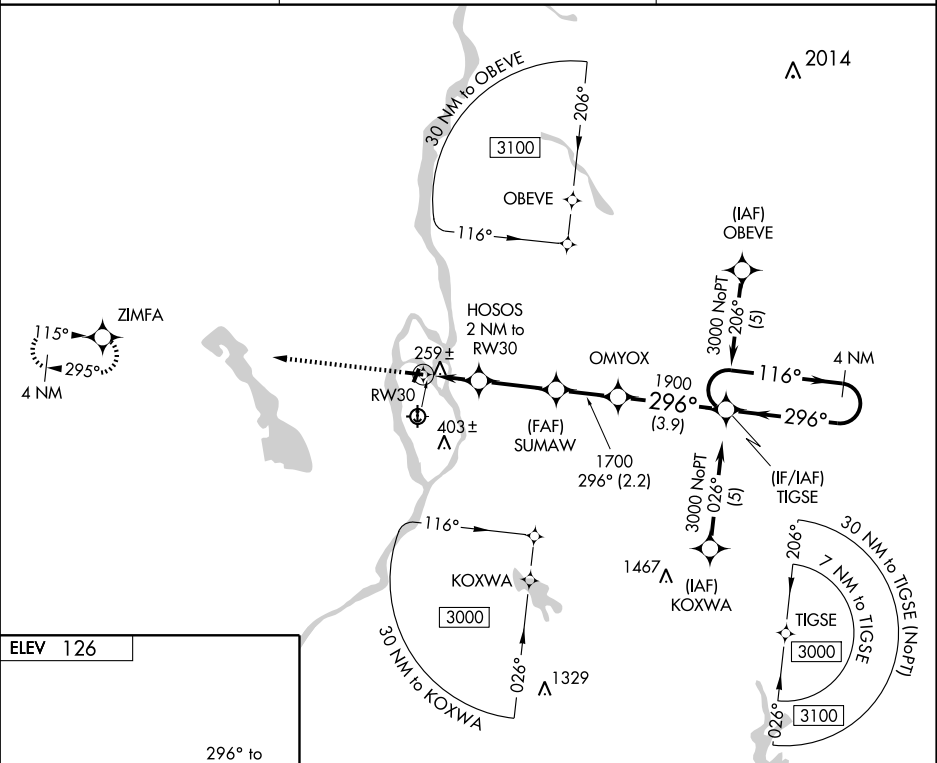 2014
30 NM to OBEVE
206°
3100
OBEVE
116°
(IAF)
OBEVE
3000 NoPT
206°
(5)
ZIMFA
115°
295°
4 NM
HOSOS
2 NM to
RW30
259±
RW30
403±
OMYOX
(FAF)
SUMAW
1900
296°
(3.9)
1700
296° (2.2)
4 NM
116°
296°
(IF/IAF)
TIGSE
3000 NoPT
026°
(5)
1467
(IAF)
KOXWA
116°
KOXWA
3000
026°
30 NM to KOXWA
1329
30 NM to TIGSE (NoPT)
206°
7 NM to TIGSE
TIGSE
3000
026°
3100
ELEV 126
296° to